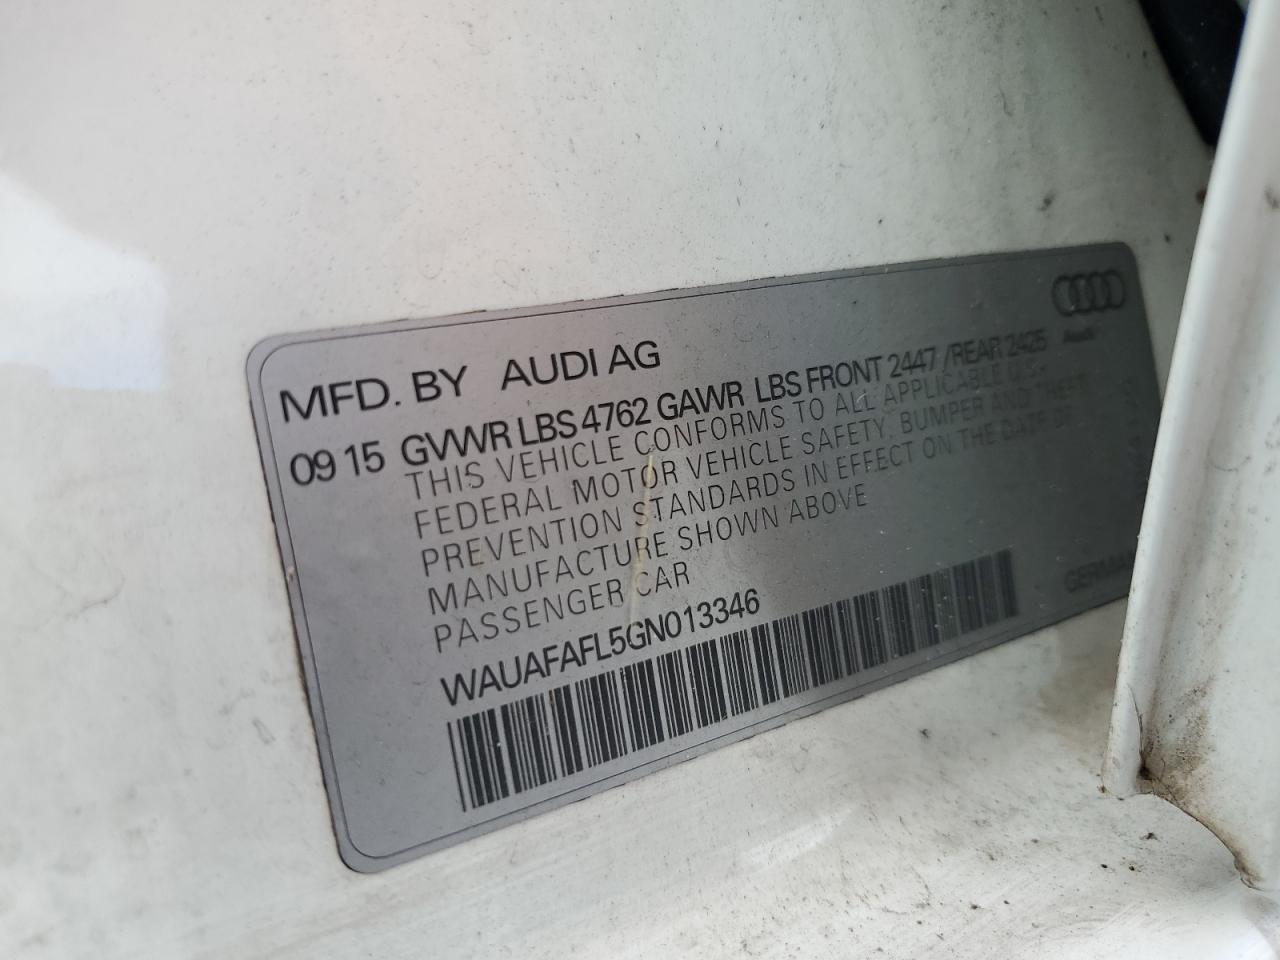 MFD. BY AUDI AG
09 15 GVWR LBS 4762 GAWR LBS FRONT 2447 /REAR 2425
THIS VEHICLE CONFORMS TO ALL APPLICABLE U.S.
FEDERAL MOTOR VEHICLE SAFETY, BUMPER AND THEFT
PREVENTION STANDARDS IN EFFECT ON THE DATE OF
MANUFACTURE SHOWN ABOVE
PASSENGER CAR
WAUAFAFL5GN013346
Audi
GERMANY